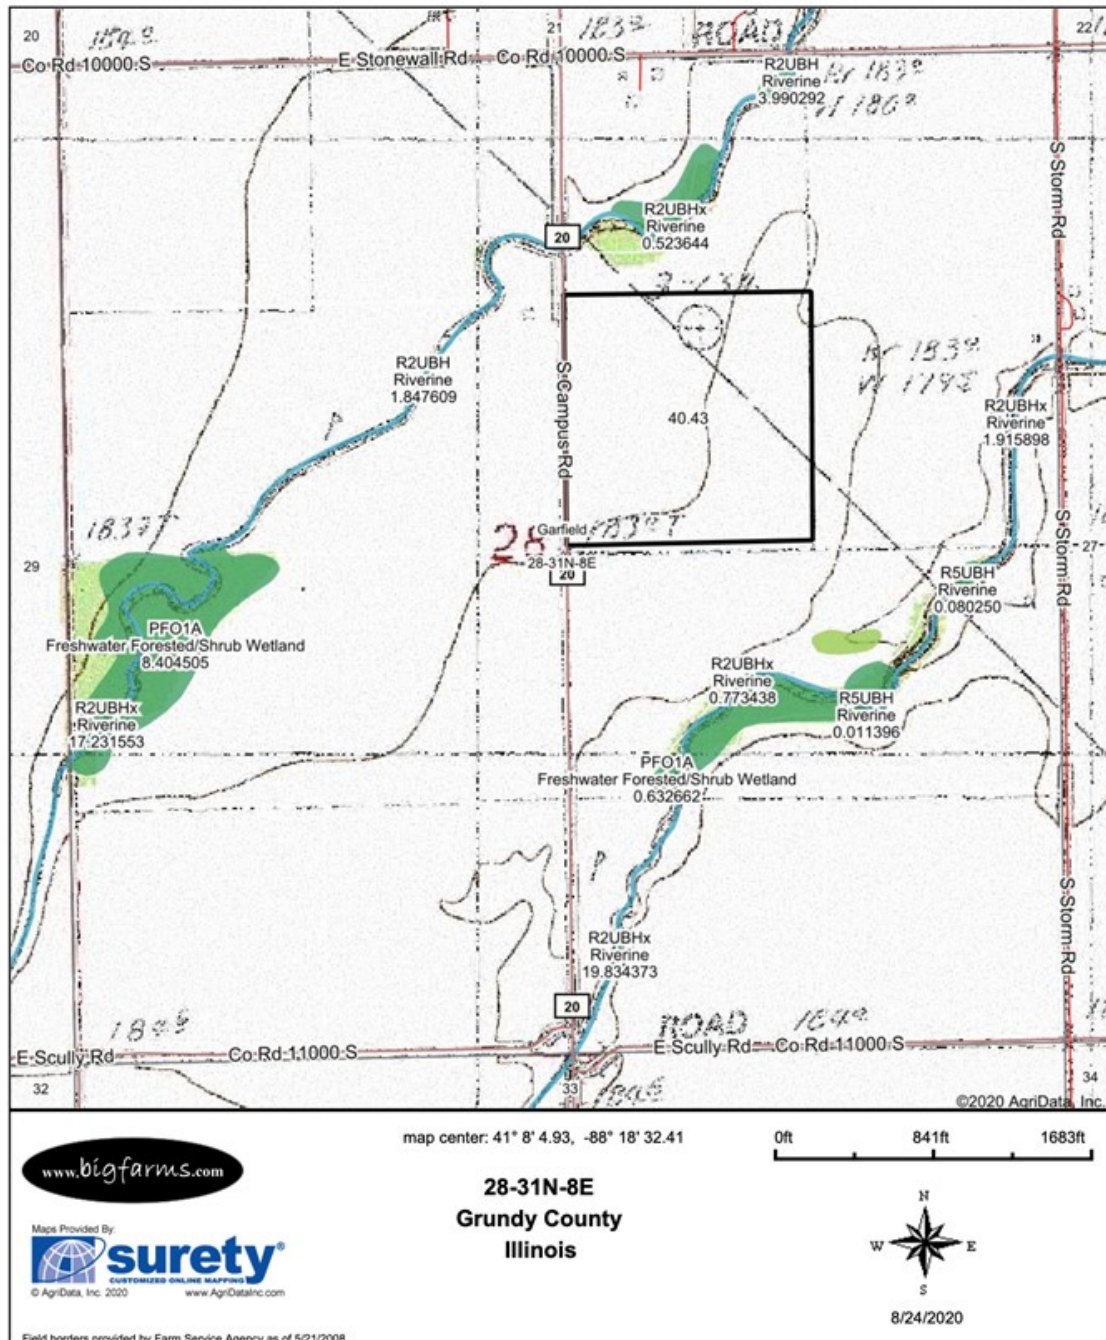 20
21
22
183º
ROAD
Co Rd 10000 S
E Stonewall Rd
Co Rd 10000 S
R2UBH
Riverine
3.990292
Br 183º
S Storm Rd
R2UBHx
Riverine
0.523644
20
R2UBH
Riverine
1.847609
S Campus Rd
40.43
Br 183º
R2UBHx
Riverine
1.915898
S Storm Rd
28
Garfield
183ºT
28-31N-8E
20
27
29
R5UBH
Riverine
0.080250
PFO1A
Freshwater Forested/Shrub Wetland
8.404505
R2UBHx
Riverine
0.773438
R5UBH
Riverine
0.011396
R2UBHx
Riverine
17.231553
PFO1A
Freshwater Forested/Shrub Wetland
0.632662
S Storm Rd
R2UBHx
Riverine
19.834373
20
ROAD
E Scully Rd
Co Rd 11000 S
E Scully Rd
Co Rd 11000 S
32
33
34
©2020 AgriData, Inc.
www.bigfarms.com
map center: 41° 8' 4.93, -88° 18' 32.41
0ft 841ft 1683ft
28-31N-8E
Grundy County
Illinois
N
W E
S
8/24/2020
Maps Provided By:
surety®
CUSTOMIZED ONLINE MAPPING
© AgriData, Inc. 2020 www.AgriDataInc.com
Field borders provided by Farm Service Agency as of 5/21/2008.